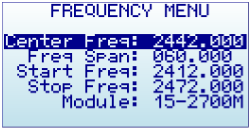 FREQUENCY MENU
Center Freq: 2442.000
Freq Span: 060.000
Start Freq: 2412.000
Stop Freq: 2472.000
Module: 15-2700M